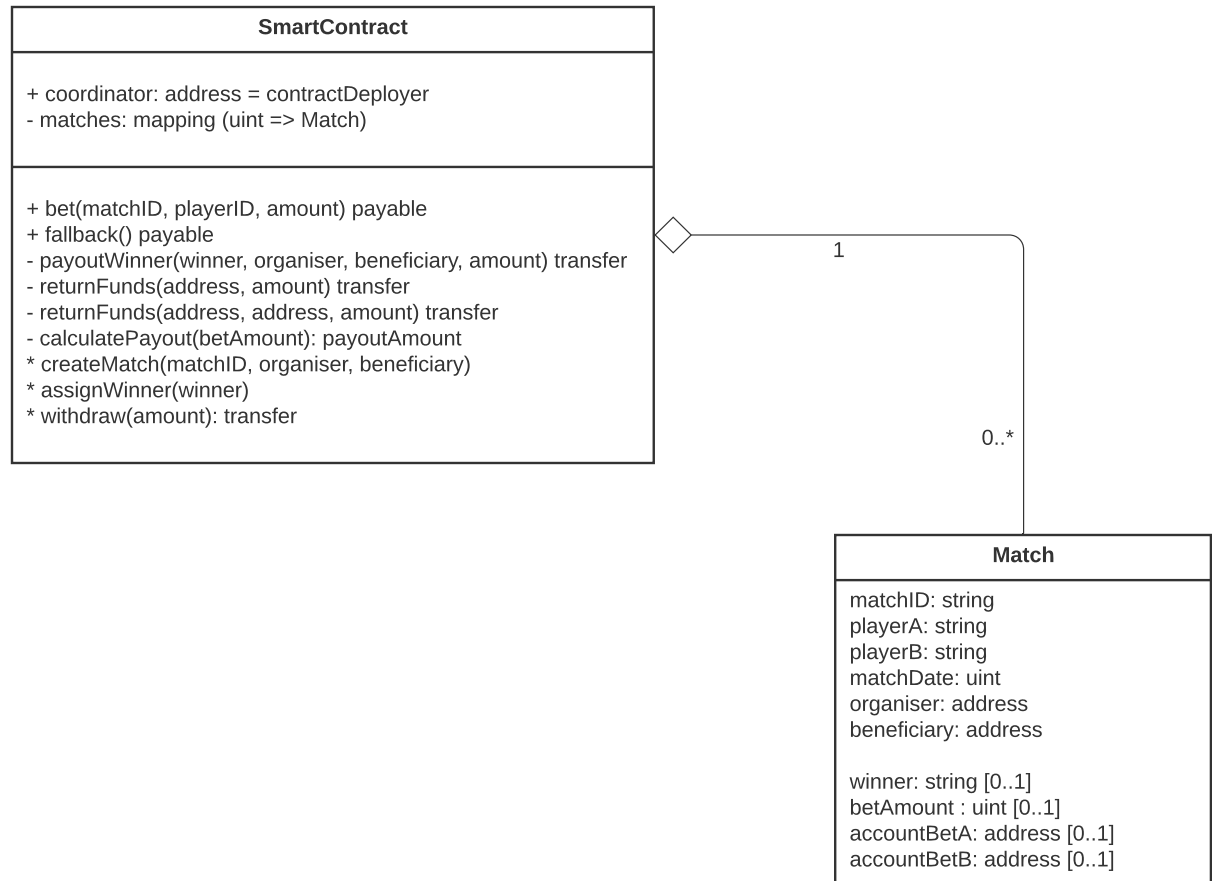 SmartContract
+ coordinator: address = contractDeployer
- matches: mapping (uint => Match)
+ bet(matchID, playerID, amount) payable
+ fallback() payable
- payoutWinner(winner, organiser, beneficiary, amount) transfer
- returnFunds(address, amount) transfer
- returnFunds(address, address, amount) transfer
- calculatePayout(betAmount): payoutAmount
* createMatch(matchID, organiser, beneficiary)
* assignWinner(winner)
* withdraw(amount): transfer
1
0..*
Match
matchID: string
playerA: string
playerB: string
matchDate: uint
organiser: address
beneficiary: address
winner: string [0..1]
betAmount : uint [0..1]
accountBetA: address [0..1]
accountBetB: address [0..1]